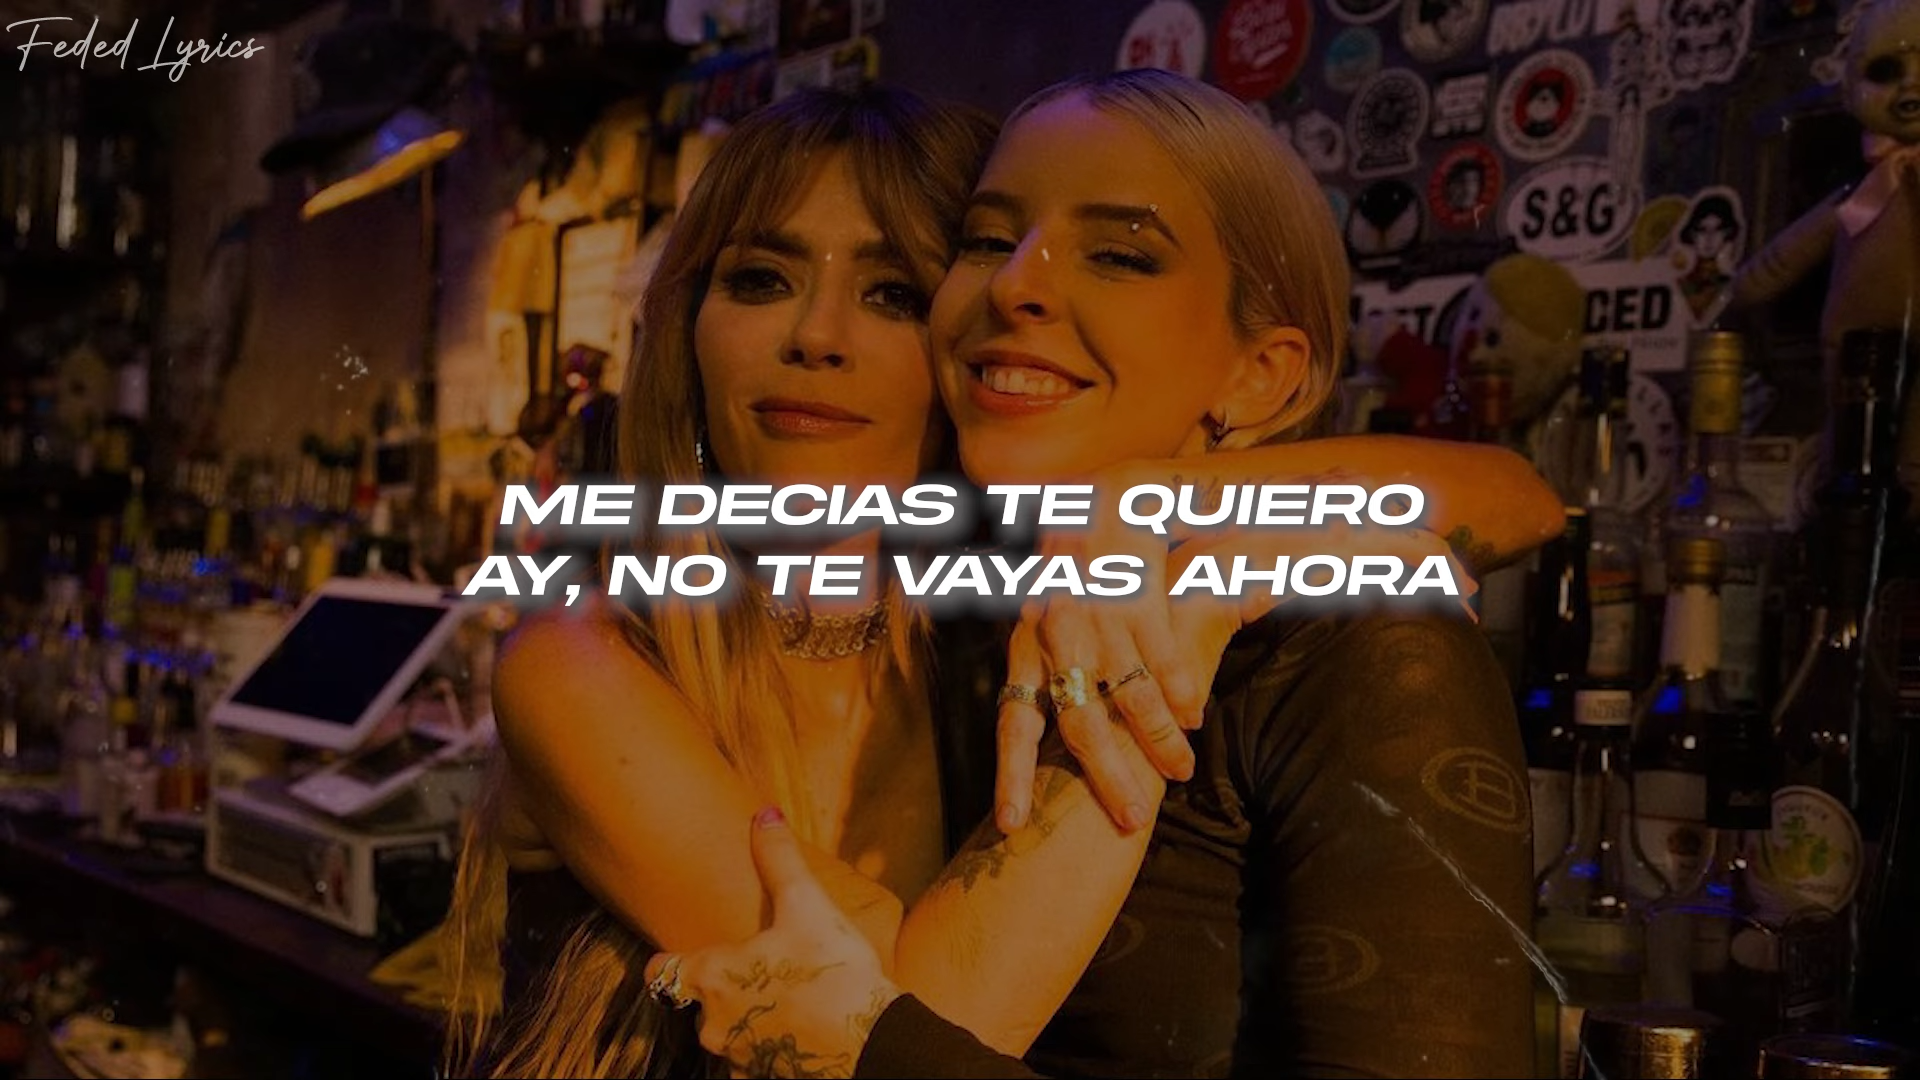 Feded Lyrics
S&G
CED
ME DECIAS TE QUIERO
AY, NO TE VAYAS AHORA